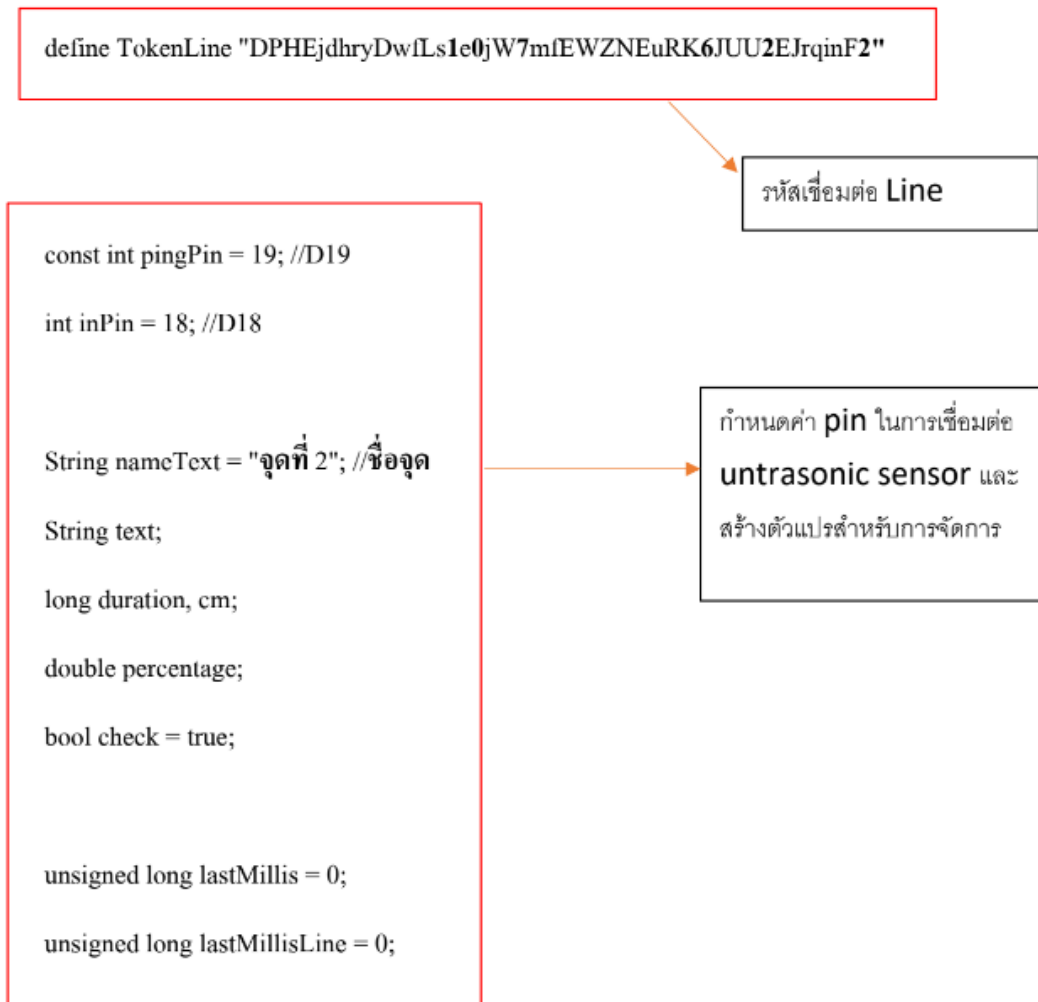 define TokenLine "DPHEjdhryDwfLs1e0jW7mfEWZNEuRK6JUU2EJrqinF2"
รหัสเชื่อมต่อ Line
const int pingPin = 19; //D19
int inPin = 18; //D18
String nameText = "จุดที่ 2"; //ชื่อจุด
String text;
long duration, cm;
double percentage;
bool check = true;
unsigned long lastMillis = 0;
unsigned long lastMillisLine = 0;
กำหนดค่า pin ในการเชื่อมต่อ
untrasonic sensor และ
สร้างตัวแปรสำหรับการจัดการ